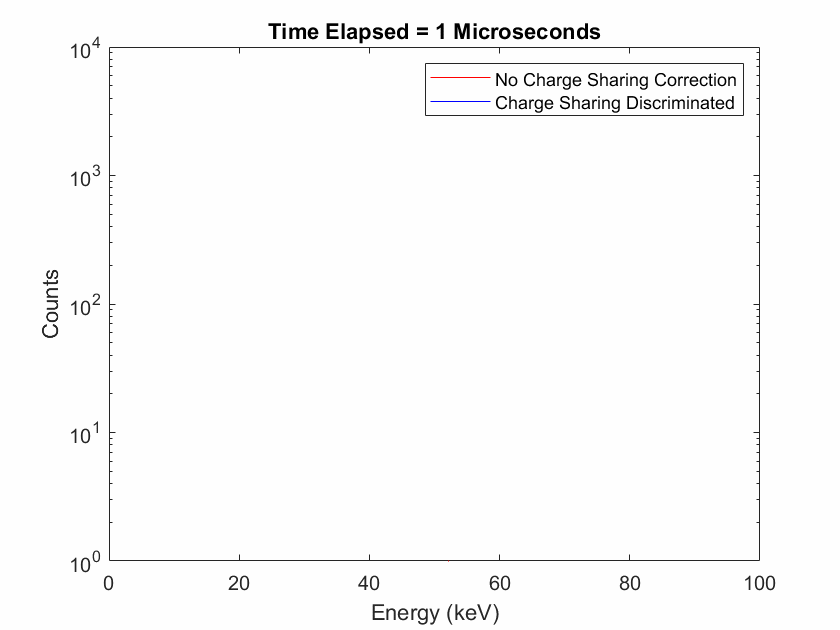 Time Elapsed = 1 Microseconds
No Charge Sharing Correction
Charge Sharing Discriminated
10^4
10^3
10^2
10^1
10^0
Counts
0 20 40 60 80 100
Energy (keV)